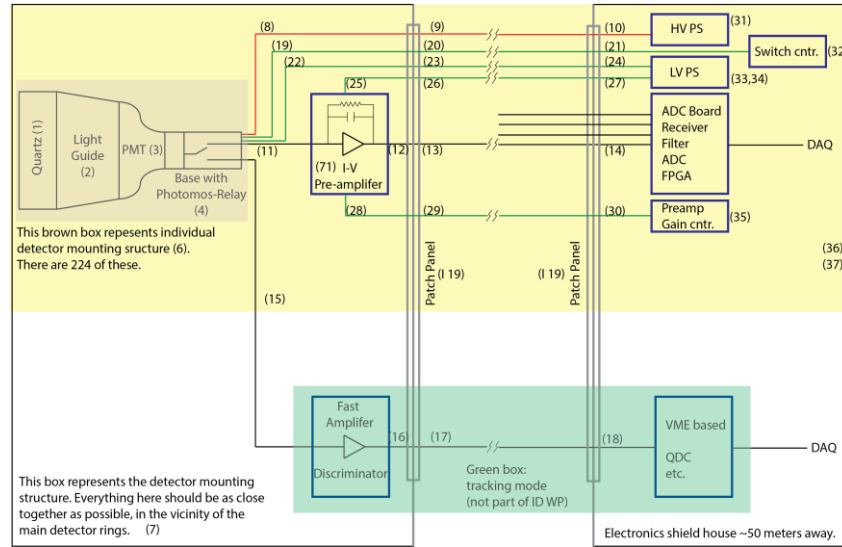 (8)
(9)
(10)
HV PS
(31)
(19)
(20)
(21)
Switch cntr.
(32)
(22)
(23)
(24)
LV PS
(33,34)
(25)
(26)
(27)
Quartz (1)
Light
Guide
(2)
PMT (3)
Base with
Photomos-Relay
(4)
(11)
(71)
I-V
Pre-amplifer
(12)
(13)
(14)
ADC Board
Receiver
Filter
ADC
FPGA
DAQ
(28)
(29)
(30)
Preamp
Gain cntr.
(35)
This brown box repesents individual
detector mounting sructure (6).
There are 224 of these.
(36)
(37)
(15)
Patch Panel
(I 19)
Patch Panel
(I 19)
Fast
Amplifer
Discriminator
(16)
(17)
(18)
VME based
QDC
etc.
DAQ
Green box:
tracking mode
(not part of ID WP)
This box represents the detector mounting
structure. Everything here should be as close
together as possible, in the vicinity of the
main detector rings. (7)
Electronics shield house ~50 meters away.